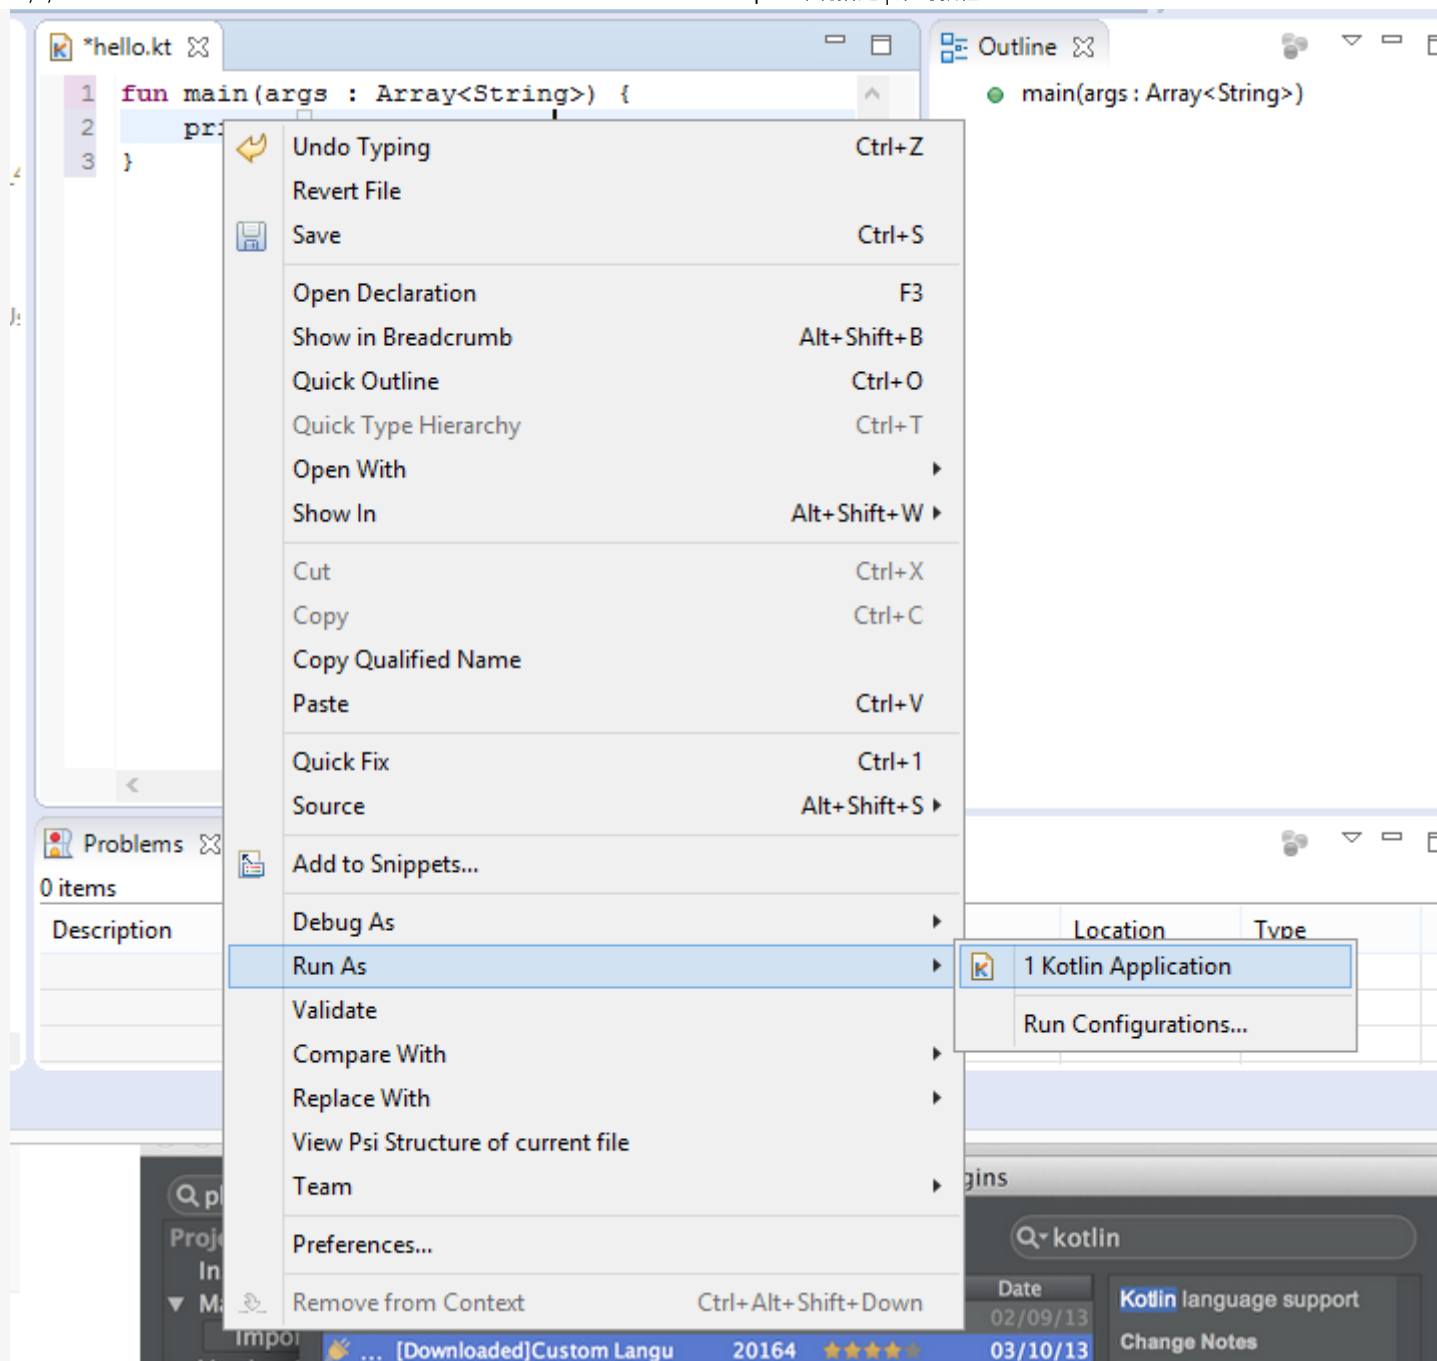 *hello.kt
Outline
1 fun main(args : Array<String>) {
2
3 }
main(args : Array<String>)
Undo Typing Ctrl+Z
Revert File
Save Ctrl+S
Open Declaration F3
Show in Breadcrumb Alt+Shift+B
Quick Outline Ctrl+O
Quick Type Hierarchy Ctrl+T
Open With
Show In Alt+Shift+W
Cut Ctrl+X
Copy Ctrl+C
Copy Qualified Name
Paste Ctrl+V
Quick Fix Ctrl+1
Source Alt+Shift+S
Add to Snippets...
Debug As
Run As
Validate
Compare With
Replace With
View Psi Structure of current file
Team
Preferences...
Remove from Context Ctrl+Alt+Shift+Down
1 Kotlin Application
Run Configurations...
Problems
0 items
Description Location Type
kotlin
Date
02/09/13
... [Downloaded]Custom Langu 20164 03/10/13
Kotlin language support
Change Notes